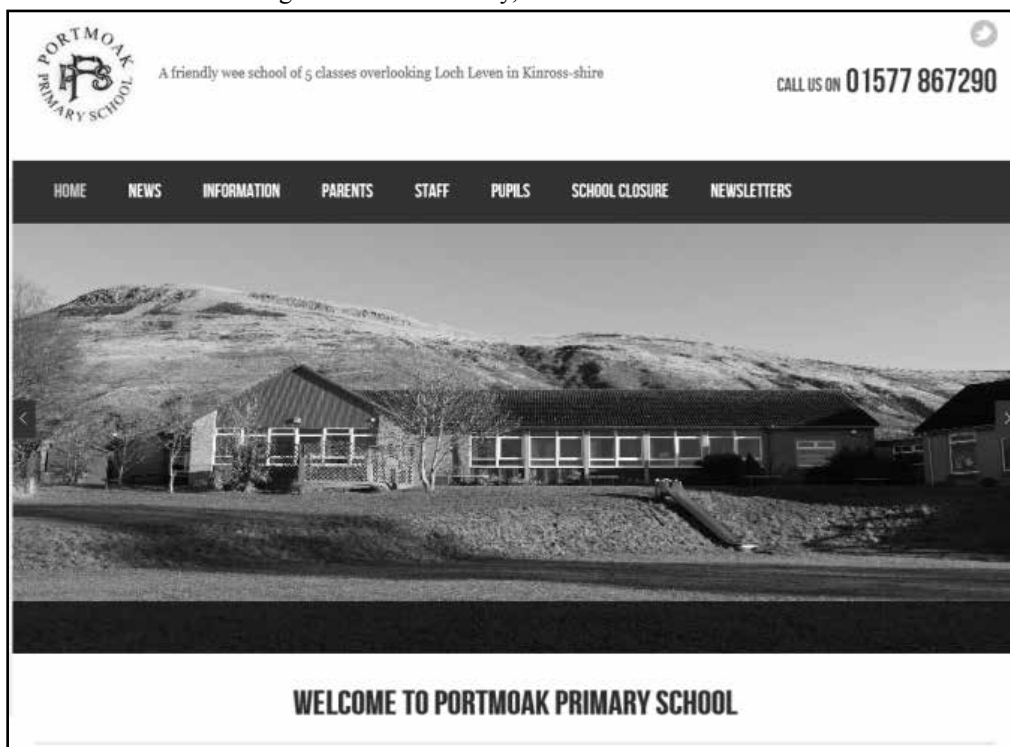 PORTMOAK
PRIMARY SCHOOL
PPS
A friendly wee school of 5 classes overlooking Loch Leven in Kinross-shire
CALL US ON 01577 867290
HOME NEWS INFORMATION PARENTS STAFF PUPILS SCHOOL CLOSURE NEWSLETTERS
WELCOME TO PORTMOAK PRIMARY SCHOOL